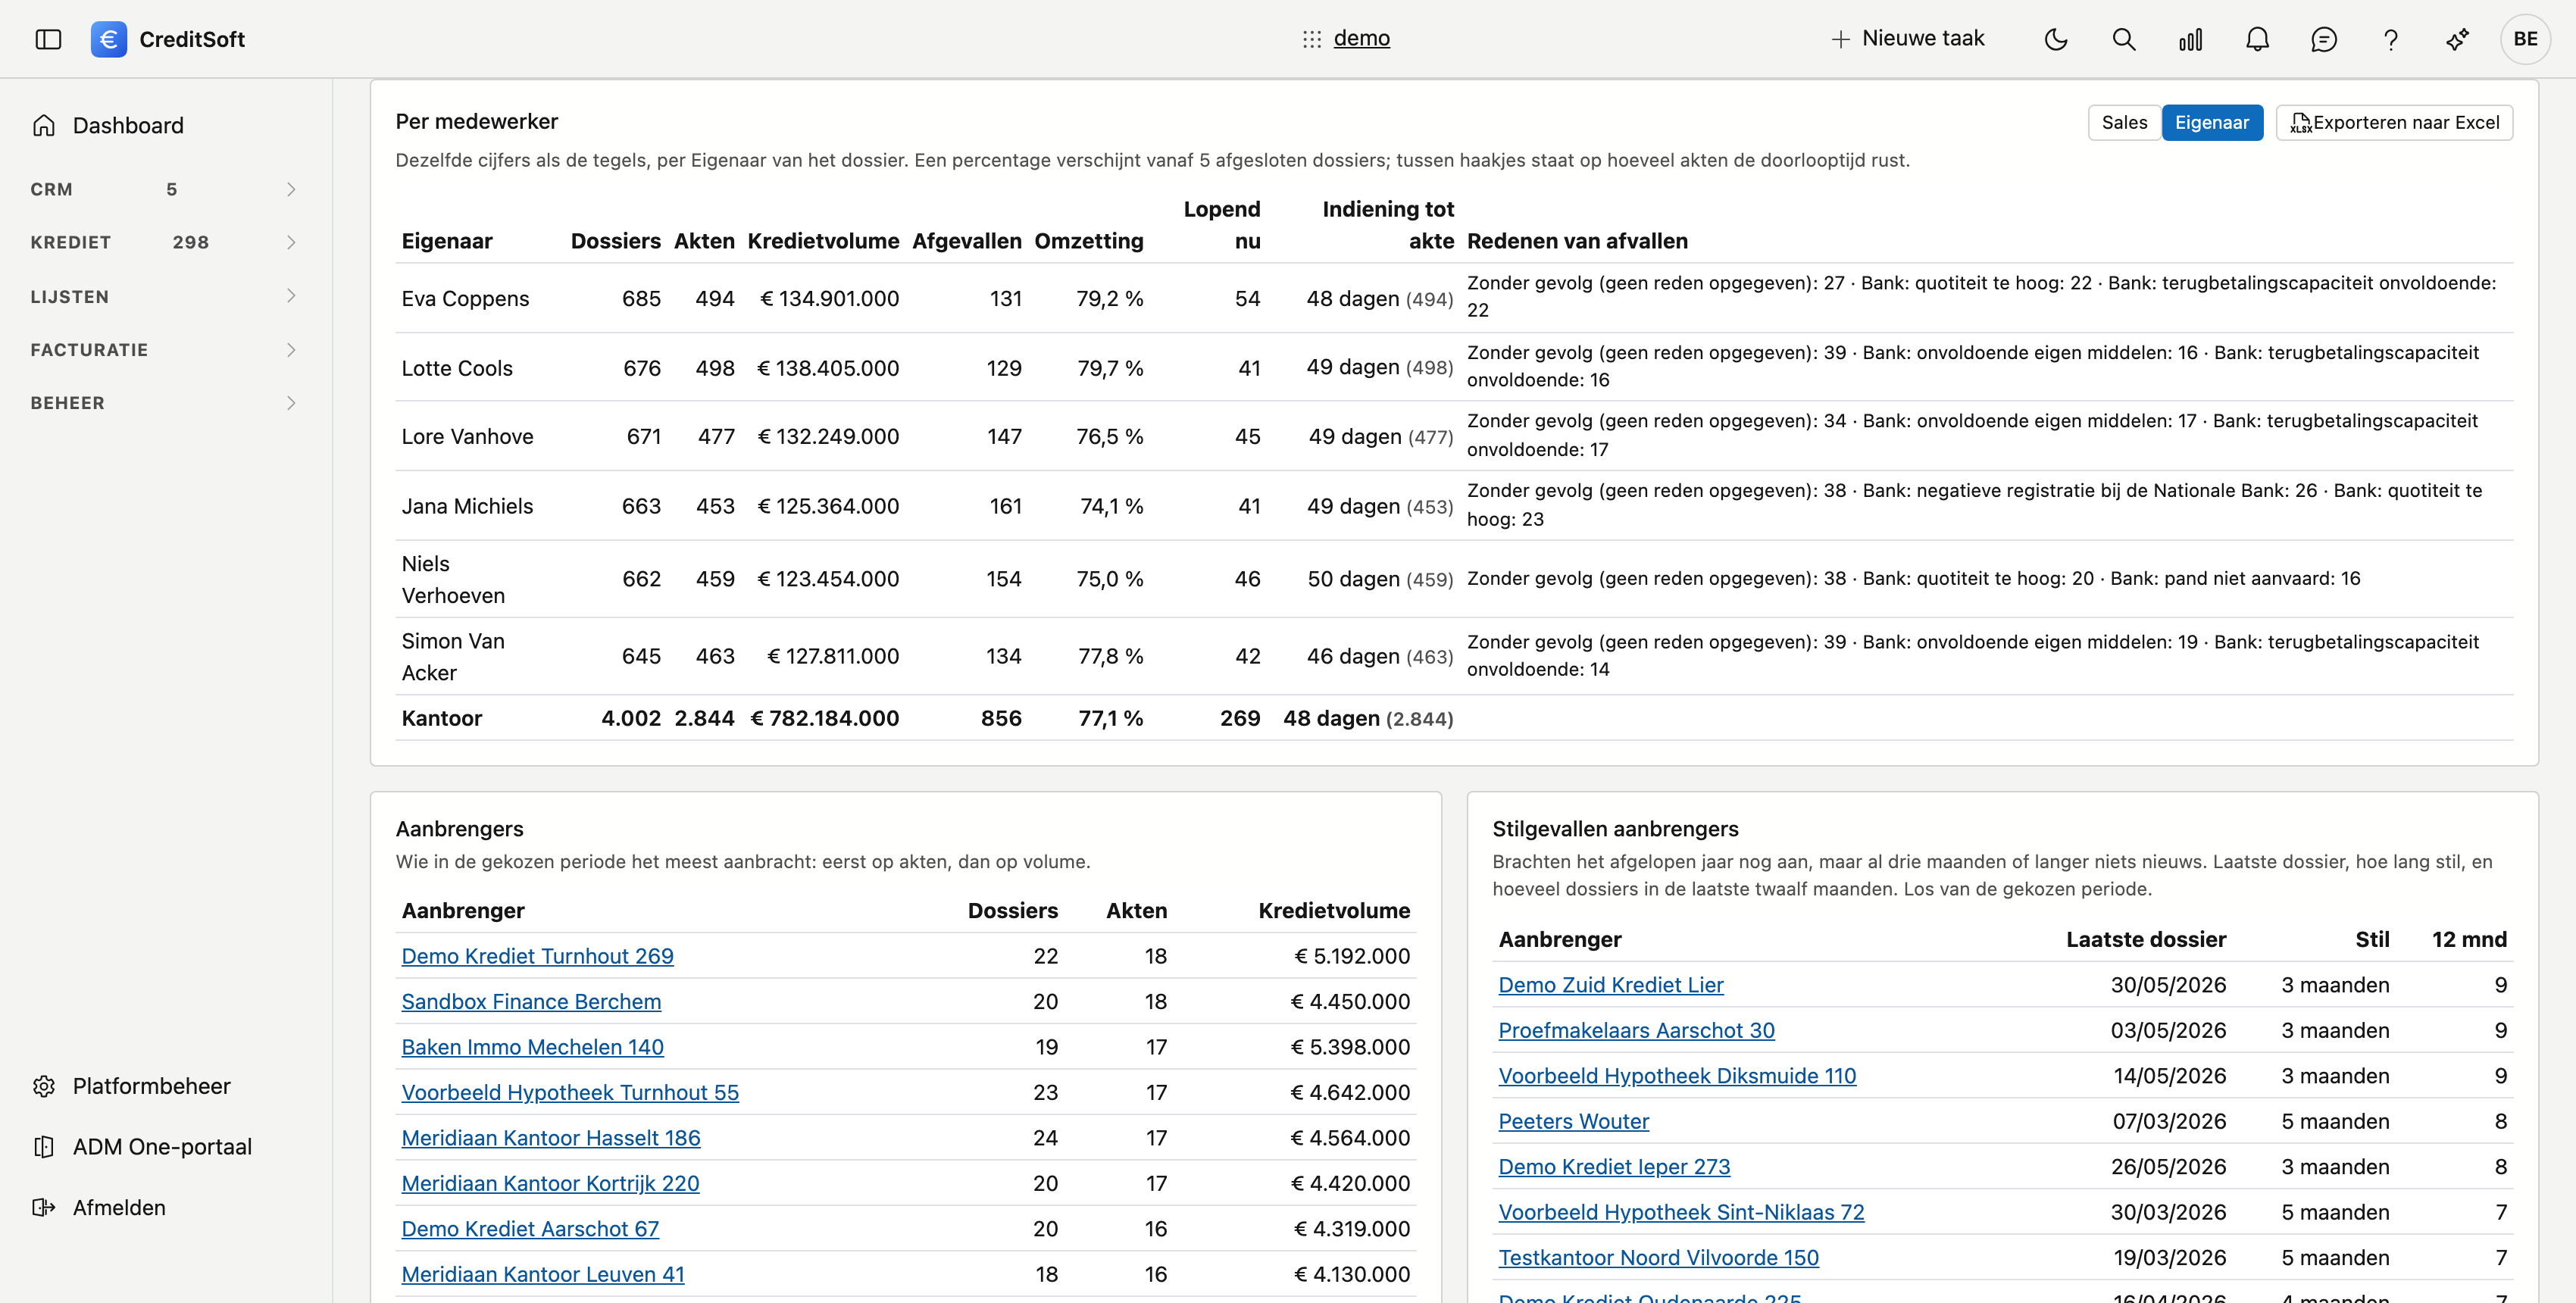 CreditSoft
demo
Nieuwe taak
BE
Dashboard
CRM 5
KREDIET 298
LIJSTEN
FACTURATIE
BEHEER
Platformbeheer
ADM One-portaal
Afmelden
Per medewerker
Sales Eigenaar XLSX Exporteren naar Excel
Dezelfde cijfers als de tegels, per Eigenaar van het dossier. Een percentage verschijnt vanaf 5 afgesloten dossiers; tussen haakjes staat op hoeveel akten de doorlooptijd rust.
Lopend Indiening tot
Eigenaar Dossiers Akten Kredietvolume Afgevallen Omzetting nu akte Redenen van afvallen
Eva Coppens 685 494 € 134.901.000 131 79,2 % 54 48 dagen (494) Zonder gevolg (geen reden opgegeven): 27 · Bank: quotiteit te hoog: 22 · Bank: terugbetalingscapaciteit onvoldoende:
22
Lotte Cools 676 498 € 138.405.000 129 79,7 % 41 49 dagen (498) Zonder gevolg (geen reden opgegeven): 39 · Bank: onvoldoende eigen middelen: 16 · Bank: terugbetalingscapaciteit
onvoldoende: 16
Lore Vanhove 671 477 € 132.249.000 147 76,5 % 45 49 dagen (477) Zonder gevolg (geen reden opgegeven): 34 · Bank: onvoldoende eigen middelen: 17 · Bank: terugbetalingscapaciteit
onvoldoende: 17
Jana Michiels 663 453 € 125.364.000 161 74,1 % 41 49 dagen (453) Zonder gevolg (geen reden opgegeven): 38 · Bank: negatieve registratie bij de Nationale Bank: 26 · Bank: quotiteit te
hoog: 23
Niels
Verhoeven 662 459 € 123.454.000 154 75,0 % 46 50 dagen (459) Zonder gevolg (geen reden opgegeven): 38 · Bank: quotiteit te hoog: 20 · Bank: pand niet aanvaard: 16
Simon Van
Acker 645 463 € 127.811.000 134 77,8 % 42 46 dagen (463) Zonder gevolg (geen reden opgegeven): 39 · Bank: onvoldoende eigen middelen: 19 · Bank: terugbetalingscapaciteit
onvoldoende: 14
Kantoor 4.002 2.844 € 782.184.000 856 77,1 % 269 48 dagen (2.844)
Aanbrengers
Wie in de gekozen periode het meest aanbracht: eerst op akten, dan op volume.
Aanbrenger Dossiers Akten Kredietvolume
Demo Krediet Turnhout 269 22 18 € 5.192.000
Sandbox Finance Berchem 20 18 € 4.450.000
Baken Immo Mechelen 140 19 17 € 5.398.000
Voorbeeld Hypotheek Turnhout 55 23 17 € 4.642.000
Meridiaan Kantoor Hasselt 186 24 17 € 4.564.000
Meridiaan Kantoor Kortrijk 220 20 17 € 4.420.000
Demo Krediet Aarschot 67 20 16 € 4.319.000
Meridiaan Kantoor Leuven 41 18 16 € 4.130.000
Stilgevallen aanbrengers
Brachten het afgelopen jaar nog aan, maar al drie maanden of langer niets nieuws. Laatste dossier, hoe lang stil, en
hoeveel dossiers in de laatste twaalf maanden. Los van de gekozen periode.
Aanbrenger Laatste dossier Stil 12 mnd
Demo Zuid Krediet Lier 30/05/2026 3 maanden 9
Proefmakelaars Aarschot 30 03/05/2026 3 maanden 9
Voorbeeld Hypotheek Diksmuide 110 14/05/2026 3 maanden 9
Peeters Wouter 07/03/2026 5 maanden 8
Demo Krediet Ieper 273 26/05/2026 3 maanden 8
Voorbeeld Hypotheek Sint-Niklaas 72 30/03/2026 5 maanden 7
Testkantoor Noord Vilvoorde 150 19/03/2026 5 maanden 7
Demo Krediet Oudenaarde 225 16/04/2026 4 maanden 7